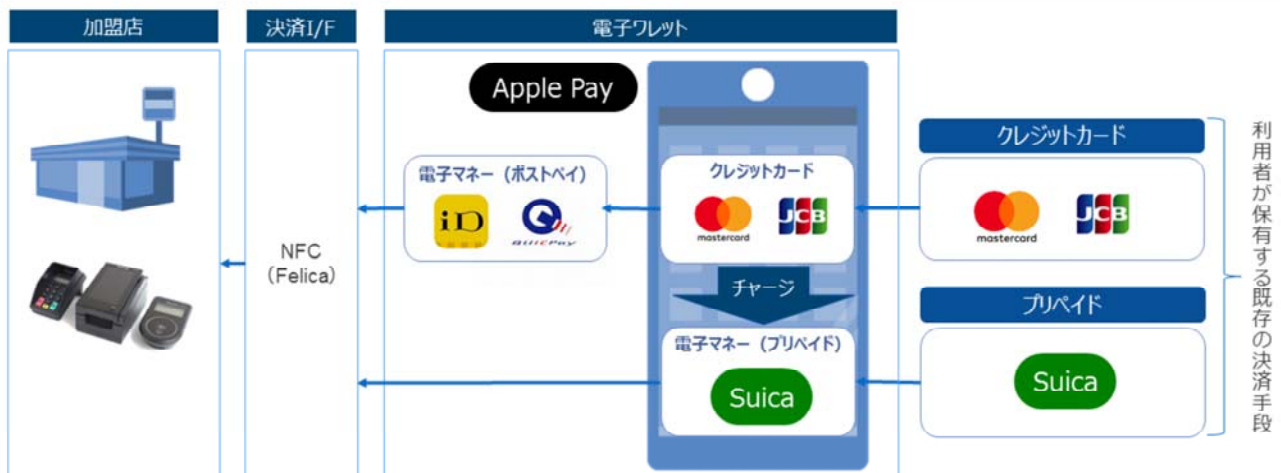 加盟店
決済I/F
電子ワレット
Apple Pay
電子マネー（ポストペイ）
iD
QUICPay
クレジットカード
mastercard
JCB
チャージ
電子マネー（プリペイド）
Suica
NFC
（Felica）
クレジットカード
mastercard
JCB
プリペイド
Suica
利用者が保有する既存の決済手段